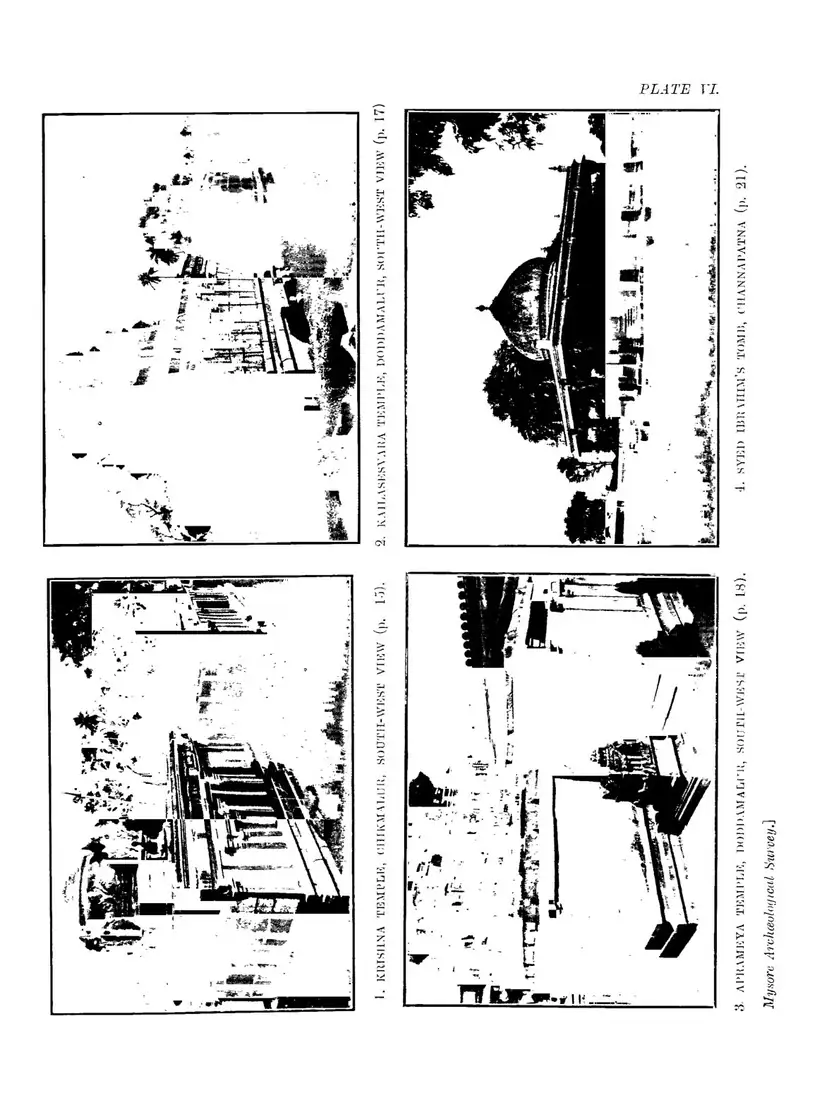 PLATE VI.
1. KRISHNA TEMPLE, CHIKMALUR, SOUTH-WEST VIEW (p. 15).
2. KAILASESVARA TEMPLE, DODDAMALUR, SOUTH-WEST VIEW (p. 17)
3. APRAMEYA TEMPLE, DODDAMALUR, SOUTH-WEST VIEW (p. 18).
4. SYED IBRAHIM'S TOMB, CHANNAPATNA (p. 21).
Mysore Archæological Survey.]